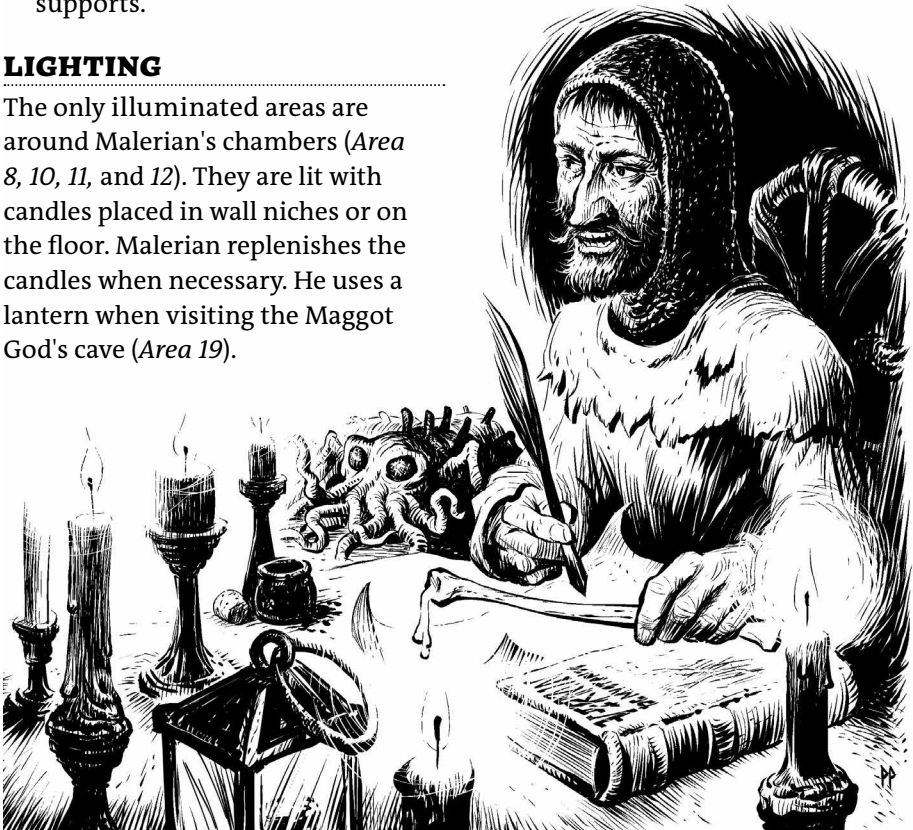 supports.
LIGHTING
The only illuminated areas are
around Malerian's chambers (Area
8, 10, 11, and 12). They are lit with
candles placed in wall niches or on
the floor. Malerian replenishes the
candles when necessary. He uses a
lantern when visiting the Maggot
God's cave (Area 19).
PP